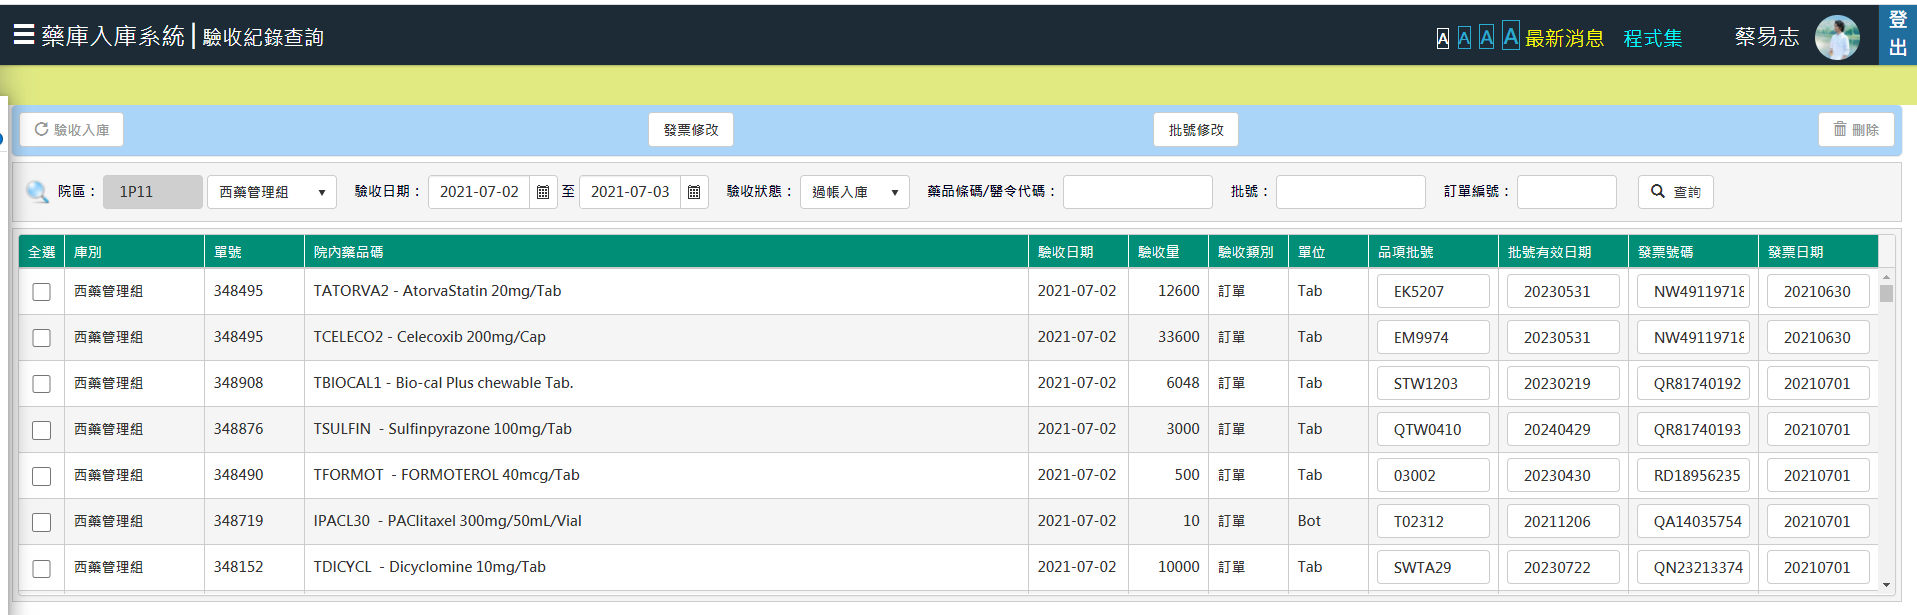 ☰ 藥庫入庫系統 | 驗收紀錄查詢 A A A A 最新消息 程式集 蔡易志 登出
驗收入庫 發票修改 批號修改 刪除
院區： 1P11 西藥管理組 ▼ 驗收日期： 2021-07-02 至 2021-07-03 驗收狀態： 過帳入庫 ▼ 藥品條碼/醫令代碼： 批號： 訂單編號： 查詢
全選 庫別 單號 院內藥品碼 驗收日期 驗收量 驗收類別 單位 品項批號 批號有效日期 發票號碼 發票日期
西藥管理組 348495 TATORVA2 - AtorvaStatin 20mg/Tab 2021-07-02 12600 訂單 Tab EK5207 20230531 NW49119718 20210630
西藥管理組 348495 TCELECO2 - Celecoxib 200mg/Cap 2021-07-02 33600 訂單 Tab EM9974 20230531 NW49119718 20210630
西藥管理組 348908 TBIOCAL1 - Bio-cal Plus chewable Tab. 2021-07-02 6048 訂單 Tab STW1203 20230219 QR81740192 20210701
西藥管理組 348876 TSULFIN - Sulfinpyrazone 100mg/Tab 2021-07-02 3000 訂單 Tab QTW0410 20240429 QR81740193 20210701
西藥管理組 348490 TFORMOT - FORMOTEROL 40mcg/Tab 2021-07-02 500 訂單 Tab 03002 20230430 RD18956235 20210701
西藥管理組 348719 IPACL30 - PAClitaxel 300mg/50mL/Vial 2021-07-02 10 訂單 Bot T02312 20211206 QA14035754 20210701
西藥管理組 348152 TDICYCL - Dicyclomine 10mg/Tab 2021-07-02 10000 訂單 Tab SWTA29 20230722 QN23213374 20210701